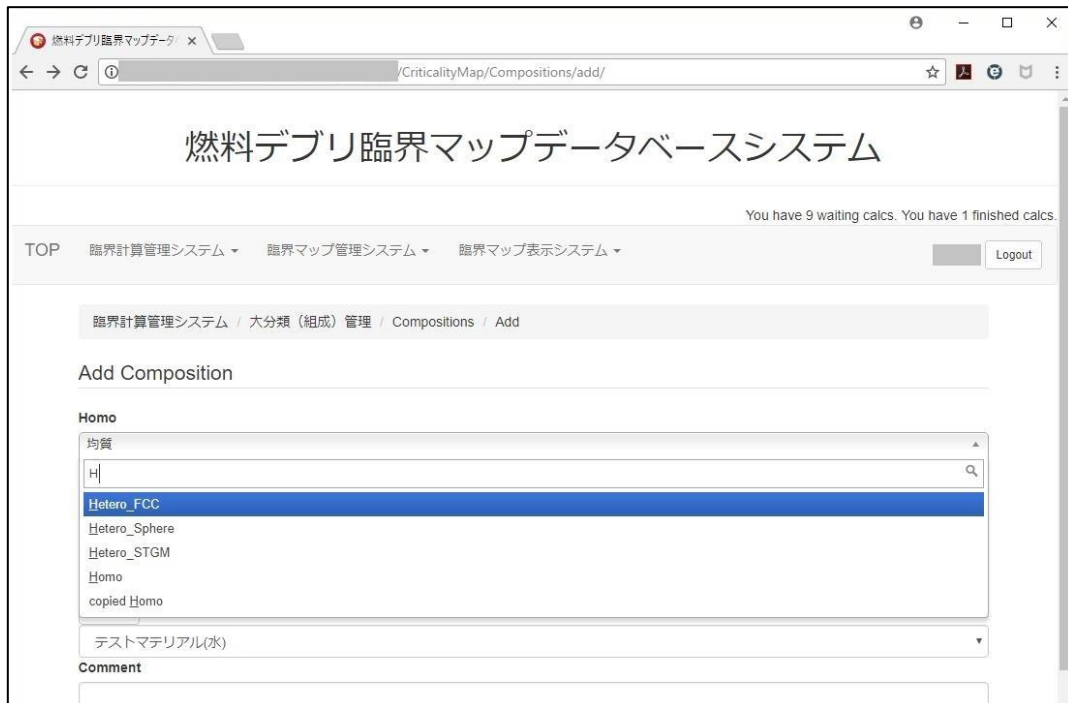 燃料デブリ臨界マップデータ
/CriticalityMap/Compositions/add/
燃料デブリ臨界マップデータベースシステム
You have 9 waiting calcs. You have 1 finished calcs.
TOP 臨界計算管理システム 臨界マップ管理システム 臨界マップ表示システム Logout
臨界計算管理システム / 大分類（組成）管理 / Compositions / Add
Add Composition
Homo
均質
H
Hetero_FCC
Hetero_Sphere
Hetero_STGM
Homo
copied Homo
テストマテリアル(水)
Comment